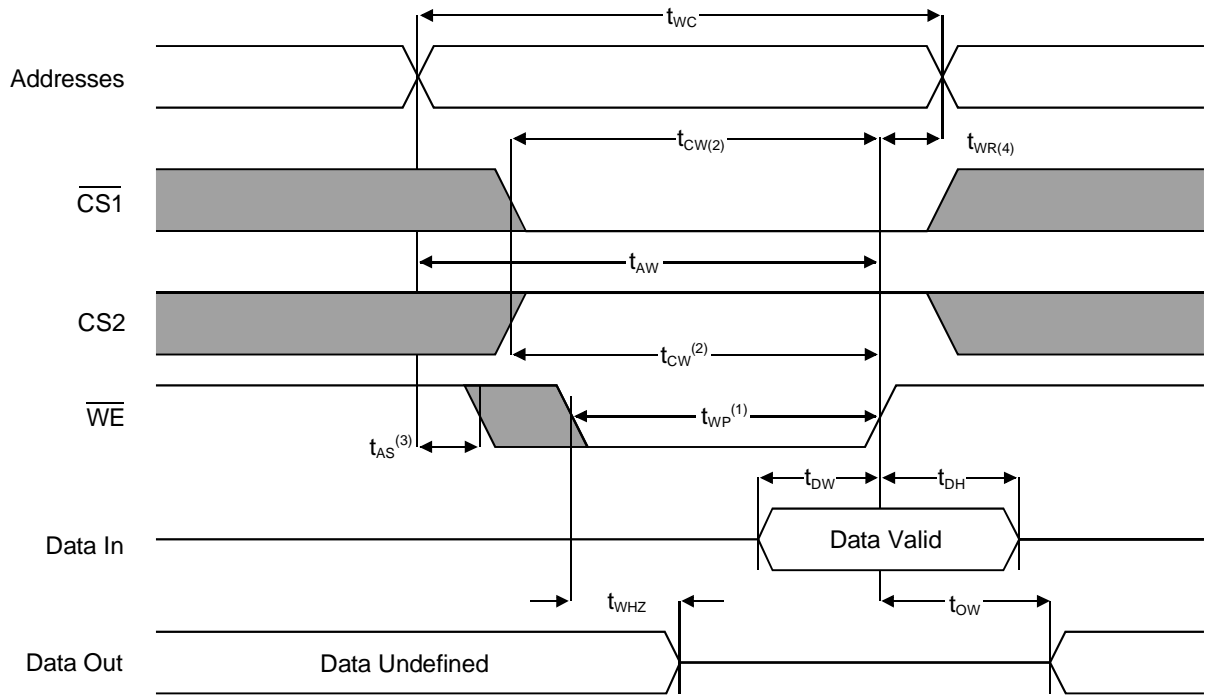 tWC
Addresses
tCW(2)
tWR(4)
CS1
tAW
CS2
tCW(2)
WE
tWP(1)
tAS(3)
tDW
tDH
Data In
Data Valid
tWHZ
tOW
Data Out
Data Undefined